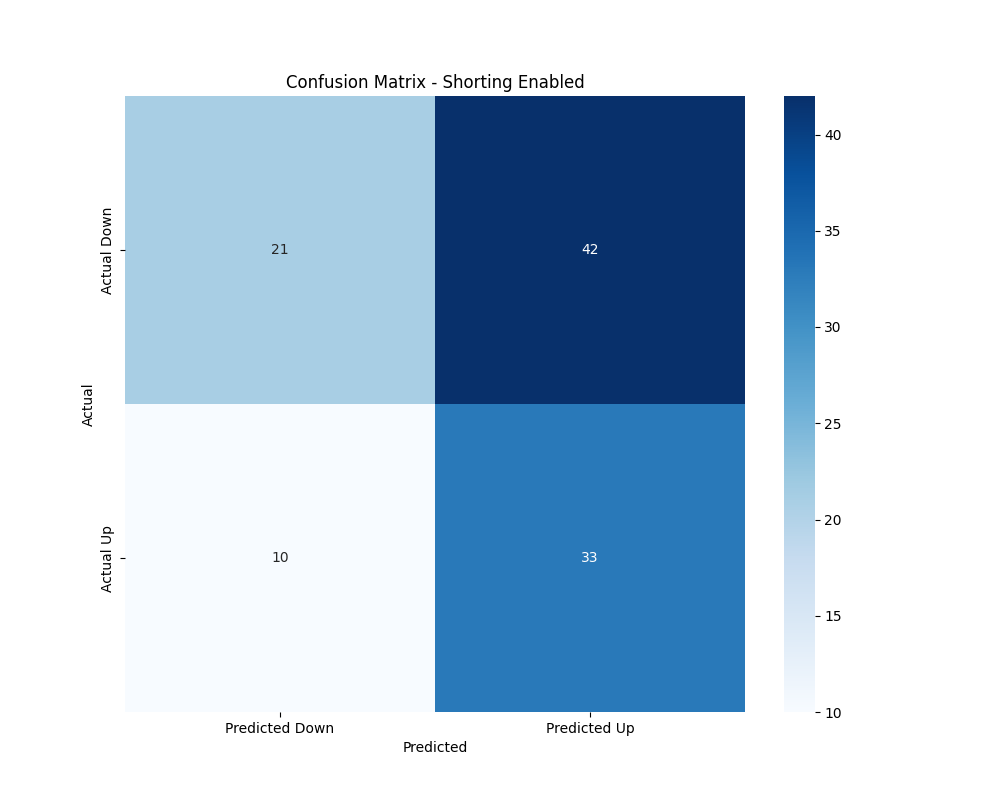 Confusion Matrix - Shorting Enabled
Actual
Actual Down
21
42
Actual Up
10
33
Predicted Down
Predicted Up
Predicted
40
35
30
25
20
15
10